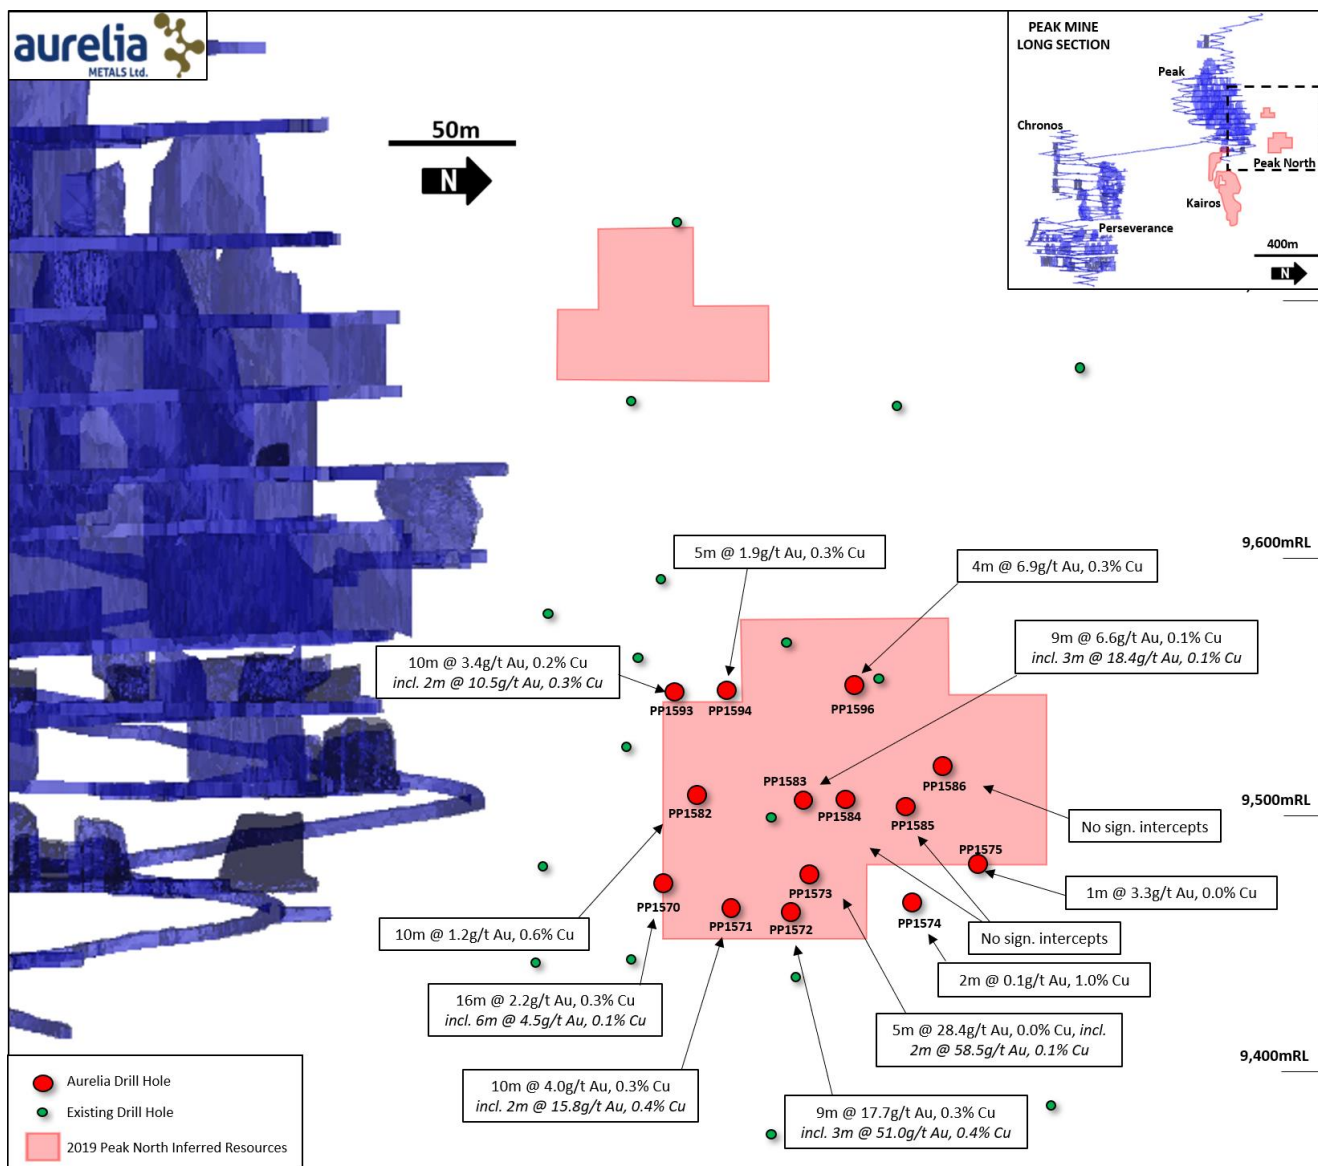 aurelia
METALS Ltd.
50m
N
PEAK MINE
LONG SECTION
Peak
Chronos
Peak North
Kairos
Perseverance
400m
N
9,600mRL
5m @ 1.9g/t Au, 0.3% Cu
4m @ 6.9g/t Au, 0.3% Cu
9m @ 6.6g/t Au, 0.1% Cu
incl. 3m @ 18.4g/t Au, 0.1% Cu
10m @ 3.4g/t Au, 0.2% Cu
incl. 2m @ 10.5g/t Au, 0.3% Cu
PP1593
PP1594
PP1596
PP1583
PP1586
PP1582
PP1584
PP1585
9,500mRL
No sign. intercepts
PP1575
PP1573
1m @ 3.3g/t Au, 0.0% Cu
PP1570
PP1571
PP1572
PP1574
10m @ 1.2g/t Au, 0.6% Cu
No sign. intercepts
2m @ 0.1g/t Au, 1.0% Cu
16m @ 2.2g/t Au, 0.3% Cu
incl. 6m @ 4.5g/t Au, 0.1% Cu
5m @ 28.4g/t Au, 0.0% Cu, incl.
2m @ 58.5g/t Au, 0.1% Cu
9,400mRL
10m @ 4.0g/t Au, 0.3% Cu
incl. 2m @ 15.8g/t Au, 0.4% Cu
9m @ 17.7g/t Au, 0.3% Cu
incl. 3m @ 51.0g/t Au, 0.4% Cu
Aurelia Drill Hole
Existing Drill Hole
2019 Peak North Inferred Resources